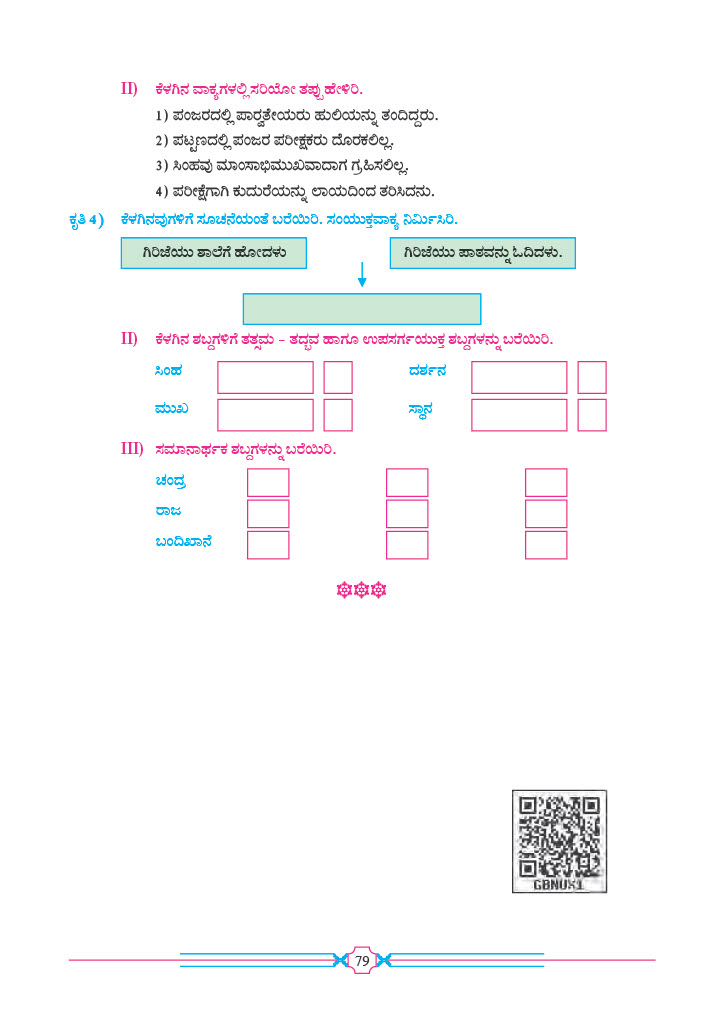 II) ಕೆಳಗಿನ ವಾಕ್ಯಗಳಲ್ಲಿ ಸರಿಯೋ ತಪ್ಪು ಹೇಳಿರಿ.
1) ಪಂಜರದಲ್ಲಿ ಪಾರ್‍ವತೇಯರು ಹುಲಿಯನ್ನು ತಂದಿದ್ದರು.
2) ಪಟ್ಟಣದಲ್ಲಿ ಪಂಜರ ಪರೀಕ್ಷಕರು ದೊರಕಲಿಲ್ಲ.
3) ಸಿಂಹವು ಮಾಂಸಾಭಿಮುಖವಾದಾಗ ಗ್ರಹಿಸಲಿಲ್ಲ.
4) ಪರೀಕ್ಷೆಗಾಗಿ ಕುದುರೆಯನ್ನು ಲಾಯದಿಂದ ತರಿಸಿದನು.
ಕೃತಿ 4) ಕೆಳಗಿನವುಗಳಿಗೆ ಸೂಚನೆಯಂತೆ ಬರೆಯಿರಿ. ಸಂಯುಕ್ತವಾಕ್ಯ ನಿರ್ಮಿಸಿರಿ.
ಗಿರಿಜೆಯು ಶಾಲೆಗೆ ಹೋದಳು ಗಿರಿಜೆಯು ಪಾಠವನ್ನು ಓದಿದಳು.
II) ಕೆಳಗಿನ ಶಬ್ದಗಳಿಗೆ ತತ್ಸಮ – ತದ್ಭವ ಹಾಗೂ ಉಪಸರ್ಗಯುಕ್ತ ಶಬ್ದಗಳನ್ನು ಬರೆಯಿರಿ.
ಸಿಂಹ ದರ್ಶನ
ಮುಖ ಸ್ಥಾನ
III) ಸಮಾನಾರ್ಥಕ ಶಬ್ದಗಳನ್ನು ಬರೆಯಿರಿ.
ಚಂದ್ರ
ರಾಜ
ಬಂದಿಖಾನೆ
GBNUX1
79